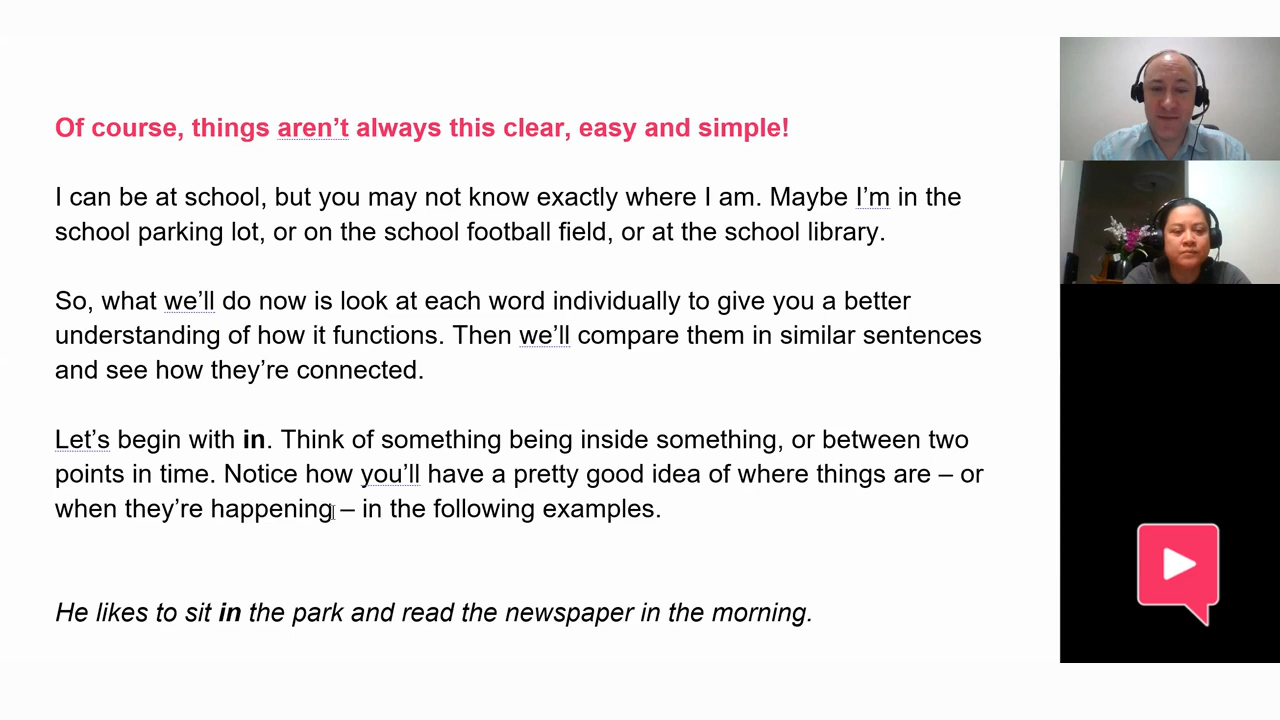 Of course, things aren’t always this clear, easy and simple!
I can be at school, but you may not know exactly where I am. Maybe I’m in the
school parking lot, or on the school football field, or at the school library.
So, what we’ll do now is look at each word individually to give you a better
understanding of how it functions. Then we’ll compare them in similar sentences
and see how they’re connected.
Let’s begin with in. Think of something being inside something, or between two
points in time. Notice how you’ll have a pretty good idea of where things are – or
when they’re happening – in the following examples.
He likes to sit in the park and read the newspaper in the morning.